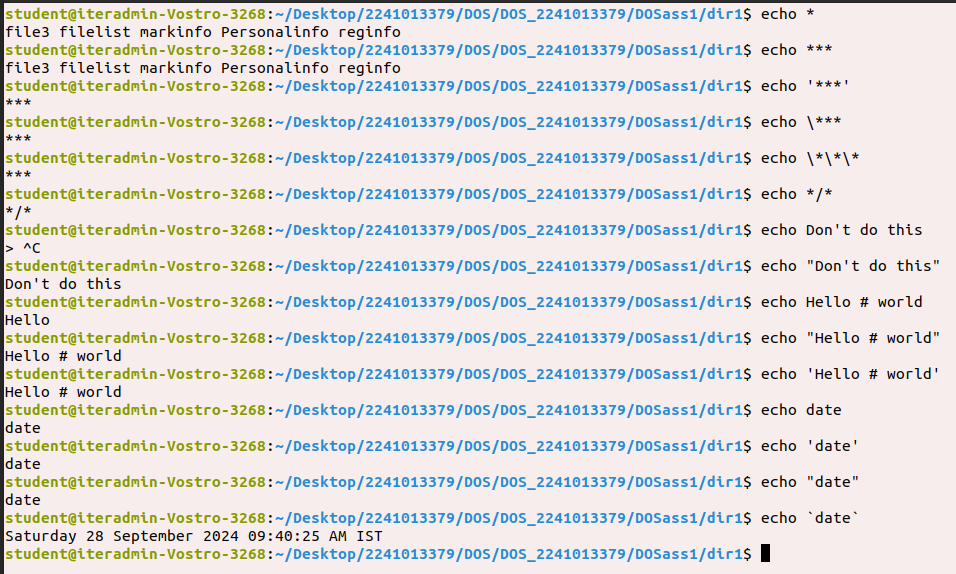 student@iteradmin-Vostro-3268:~/Desktop/2241013379/DOS/DOS_2241013379/DOSass1/dir1$ echo *
file3 filelist markinfo Personalinfo reginfo
student@iteradmin-Vostro-3268:~/Desktop/2241013379/DOS/DOS_2241013379/DOSass1/dir1$ echo ***
file3 filelist markinfo Personalinfo reginfo
student@iteradmin-Vostro-3268:~/Desktop/2241013379/DOS/DOS_2241013379/DOSass1/dir1$ echo '***'
***
student@iteradmin-Vostro-3268:~/Desktop/2241013379/DOS/DOS_2241013379/DOSass1/dir1$ echo \***
***
student@iteradmin-Vostro-3268:~/Desktop/2241013379/DOS/DOS_2241013379/DOSass1/dir1$ echo \*\*\*
***
student@iteradmin-Vostro-3268:~/Desktop/2241013379/DOS/DOS_2241013379/DOSass1/dir1$ echo */*
*/*
student@iteradmin-Vostro-3268:~/Desktop/2241013379/DOS/DOS_2241013379/DOSass1/dir1$ echo Don't do this
> ^C
student@iteradmin-Vostro-3268:~/Desktop/2241013379/DOS/DOS_2241013379/DOSass1/dir1$ echo "Don't do this"
Don't do this
student@iteradmin-Vostro-3268:~/Desktop/2241013379/DOS/DOS_2241013379/DOSass1/dir1$ echo Hello # world
Hello
student@iteradmin-Vostro-3268:~/Desktop/2241013379/DOS/DOS_2241013379/DOSass1/dir1$ echo "Hello # world"
Hello # world
student@iteradmin-Vostro-3268:~/Desktop/2241013379/DOS/DOS_2241013379/DOSass1/dir1$ echo 'Hello # world'
Hello # world
student@iteradmin-Vostro-3268:~/Desktop/2241013379/DOS/DOS_2241013379/DOSass1/dir1$ echo date
date
student@iteradmin-Vostro-3268:~/Desktop/2241013379/DOS/DOS_2241013379/DOSass1/dir1$ echo 'date'
date
student@iteradmin-Vostro-3268:~/Desktop/2241013379/DOS/DOS_2241013379/DOSass1/dir1$ echo "date"
date
student@iteradmin-Vostro-3268:~/Desktop/2241013379/DOS/DOS_2241013379/DOSass1/dir1$ echo `date`
Saturday 28 September 2024 09:40:25 AM IST
student@iteradmin-Vostro-3268:~/Desktop/2241013379/DOS/DOS_2241013379/DOSass1/dir1$